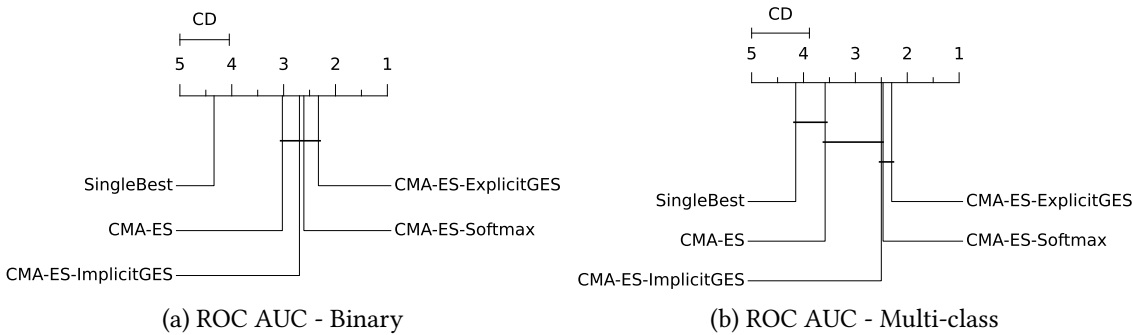 CD
5 4 3 2 1
SingleBest
CMA-ES
CMA-ES-ImplicitGES
CMA-ES-ExplicitGES
CMA-ES-Softmax
(a) ROC AUC - Binary
CD
5 4 3 2 1
SingleBest
CMA-ES
CMA-ES-ImplicitGES
CMA-ES-ExplicitGES
CMA-ES-Softmax
(b) ROC AUC - Multi-class